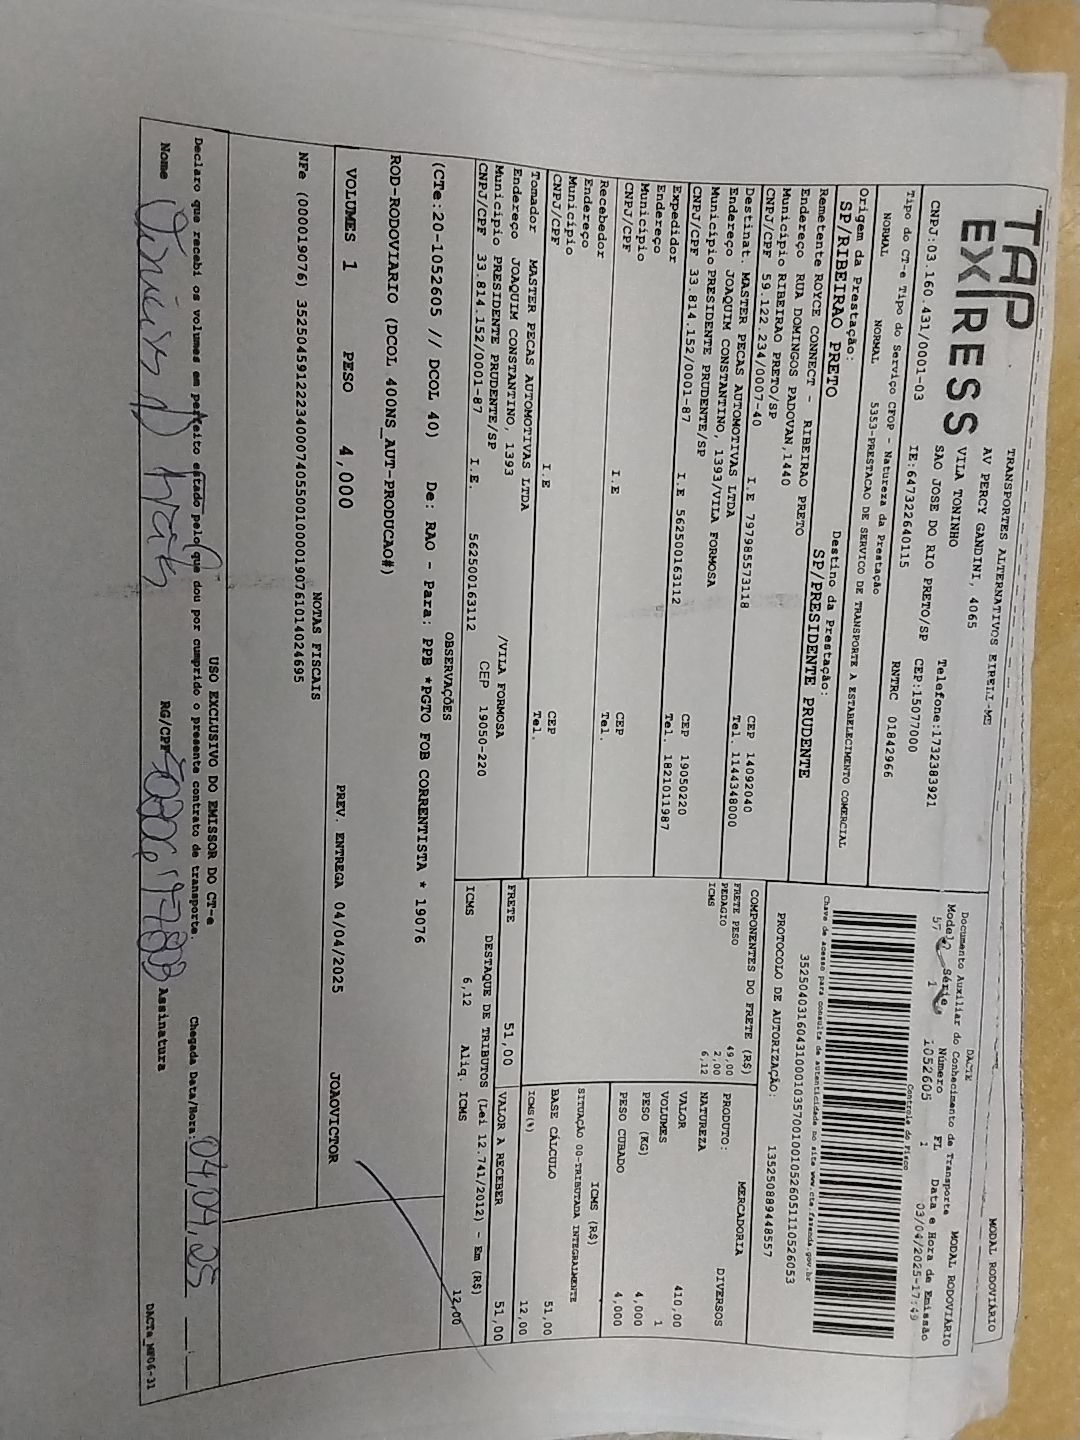 TAP
EXPRESS
TRANSPORTES ALTERNATIVOS EIRELI-ME
AV PERCY GANDINI, 4065
VILA TONINHO
SAO JOSE DO RIO PRETO/SP
Telefone:1732383921
CNPJ:03.160.431/0001-03
IE:647322640115
CEP:15077000
RNTRC 01842966
Tipo do CT-e Tipo do Serviço CFOP - Natureza da Prestação
NORMAL NORMAL 5353-PRESTACAO DE SERVICO DE TRANSPORTE A ESTABELECIMENTO COMERCIAL
Origem da Prestação:
SP/RIBEIRAO PRETO
Destino da Prestação:
SP/PRESIDENTE PRUDENTE
MODAL RODOVIÁRIO
DACTE
Documento Auxiliar do Conhecimento de Transporte MODAL RODOVIÁRIO
Modelo Série Número FL Data e Hora de Emissão
57 1 1052605 1 03/04/2025-17:49
Controle do Fisco
Chave de acesso para consulta de autenticidade no site www.cte.fazenda.gov.br
35250403160431000103570010010526051110526053
PROTOCOLO DE AUTORIZAÇÃO: 135250889448557
Remetente ROYCE CONNECT - RIBEIRAO PRETO
Endereço RUA DOMINGOS PADOVAN,1440
Município RIBEIRAO PRETO/SP CEP 14092040
CNPJ/CPF 59.122.234/0007-40 I.E 797985573118 Tel. 1144348000
Destinat. MASTER PECAS AUTOMOTIVAS LTDA
Endereço JOAQUIM CONSTANTINO, 1393/VILA FORMOSA
Município PRESIDENTE PRUDENTE/SP CEP 19050220
CNPJ/CPF 33.814.152/0001-87 I.E 562500163112 Tel. 1821011987
Expedidor
Endereço
Município CEP
CNPJ/CPF I.E Tel.
Recebedor
Endereço
Município CEP
CNPJ/CPF I.E Tel.
Tomador MASTER PECAS AUTOMOTIVAS LTDA
Endereço JOAQUIM CONSTANTINO, 1393 /VILA FORMOSA
Município PRESIDENTE PRUDENTE/SP CEP 19050-220
CNPJ/CPF 33.814.152/0001-87 I.E. 562500163112
COMPONENTES DO FRETE (R$)
FRETE PESO 49,00
PEDAGIO 2,00
ICMS 6,12
FRETE 51,00
MERCADORIA
PRODUTO:
NATUREZA DIVERSOS
VALOR 410,00
VOLUMES 1
PESO (KG) 4,000
PESO CUBADO 4,000
ICMS (R$)
SITUAÇÃO 00-TRIBUTADA INTEGRALMENTE
BASE CÁLCULO 51,00
ICMS(%) 12,00
VALOR A RECEBER 51,00
DESTAQUE DE TRIBUTOS (Lei 12.741/2012) - Em (R$)
ICMS 6,12 Aliq. ICMS 12,00
OBSERVAÇÕES
(CTe:20-1052605 // DCOL 40) De: RAO - Para: PPB *PGTO FOB CORRENTISTA * 19076
ROD-RODOVIARIO (DCOL 400NS_AUT-PRODUCAO#)
VOLUMES 1 PESO 4,000 PREV. ENTREGA 04/04/2025 JOAOVICTOR
NOTAS FISCAIS
NFe (000019076) 35250459122234000740550010000190761014024695
USO EXCLUSIVO DO EMISSOR DO CT-e
Declaro que recebi os volumes em perfeito estado pelo que dou por cumprido o presente contrato de transporte. Chegada Data/Hora: 04,04,25
Nome RG/CPF Assinatura
DACTe_MF06-31